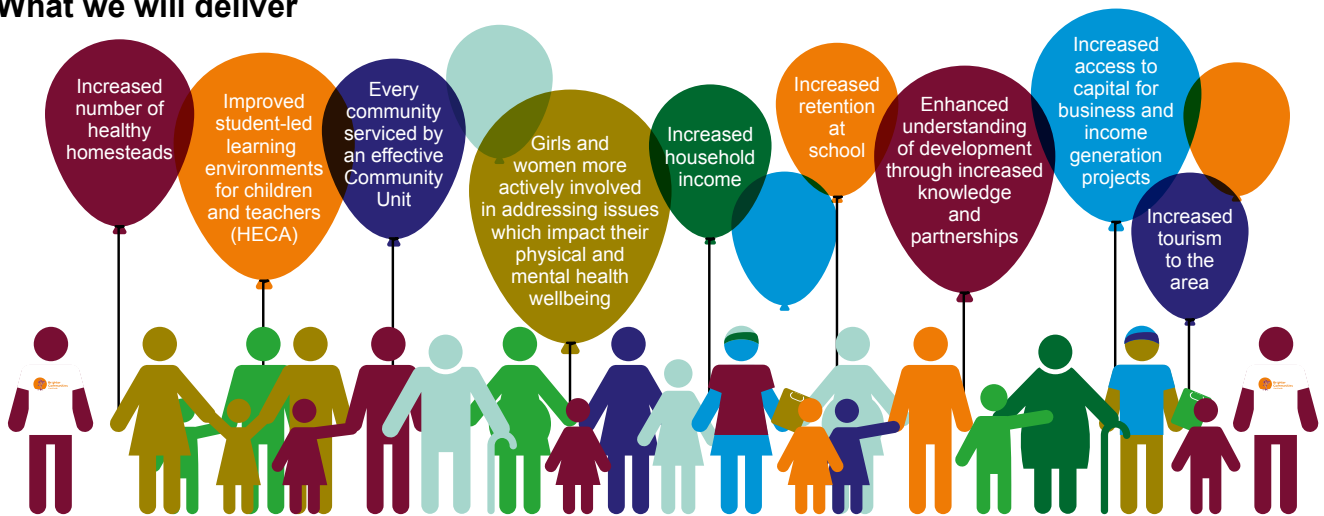 What we will deliver
Increased
number of
healthy
homesteads
Improved
student-led
learning
environments
for children
and teachers
(HECA)
Every
community
serviced by
an effective
Community
Unit
Girls and
women more
actively involved
in addressing issues
which impact their
physical and
mental health
wellbeing
Increased
household
income
Increased
retention
at
school
Enhanced
understanding
of development
through increased
knowledge
and
partnerships
Increased
access to
capital for
business and
income
generation
projects
Increased
tourism
to the
area